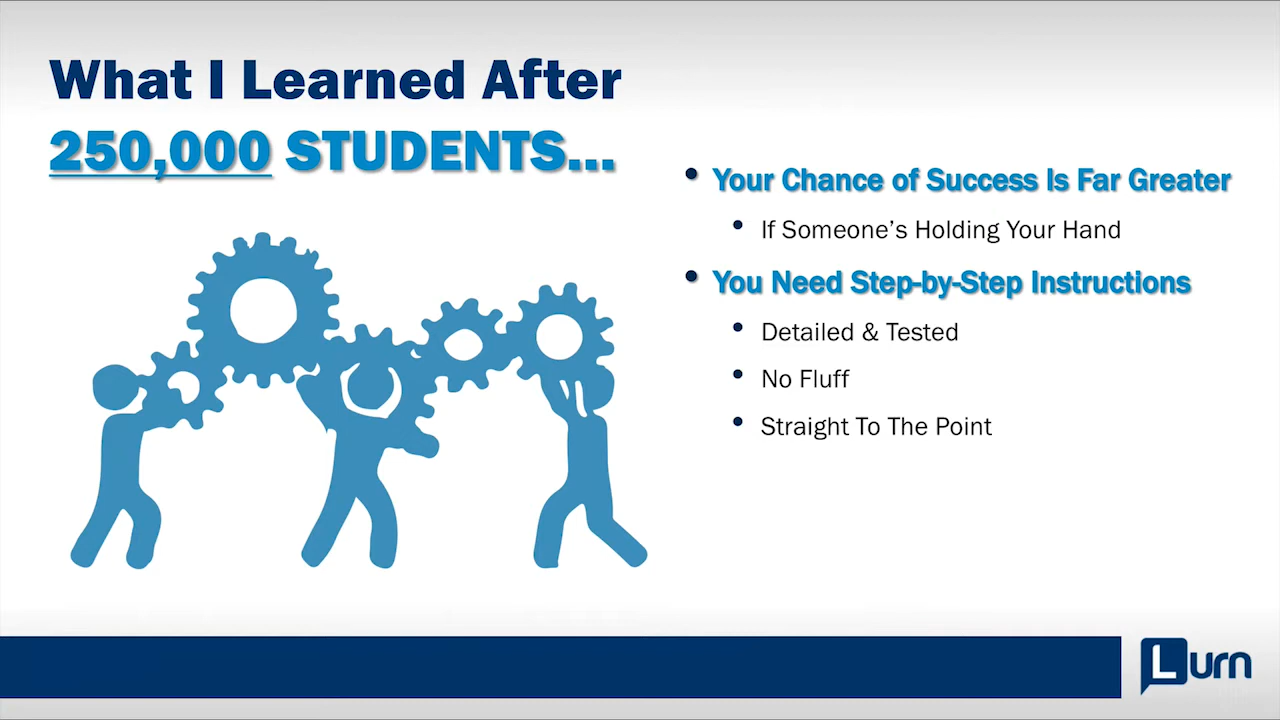 What I Learned After
250,000 STUDENTS...
• Your Chance of Success Is Far Greater
• If Someone’s Holding Your Hand
• You Need Step-by-Step Instructions
• Detailed & Tested
• No Fluff
• Straight To The Point
Lurn